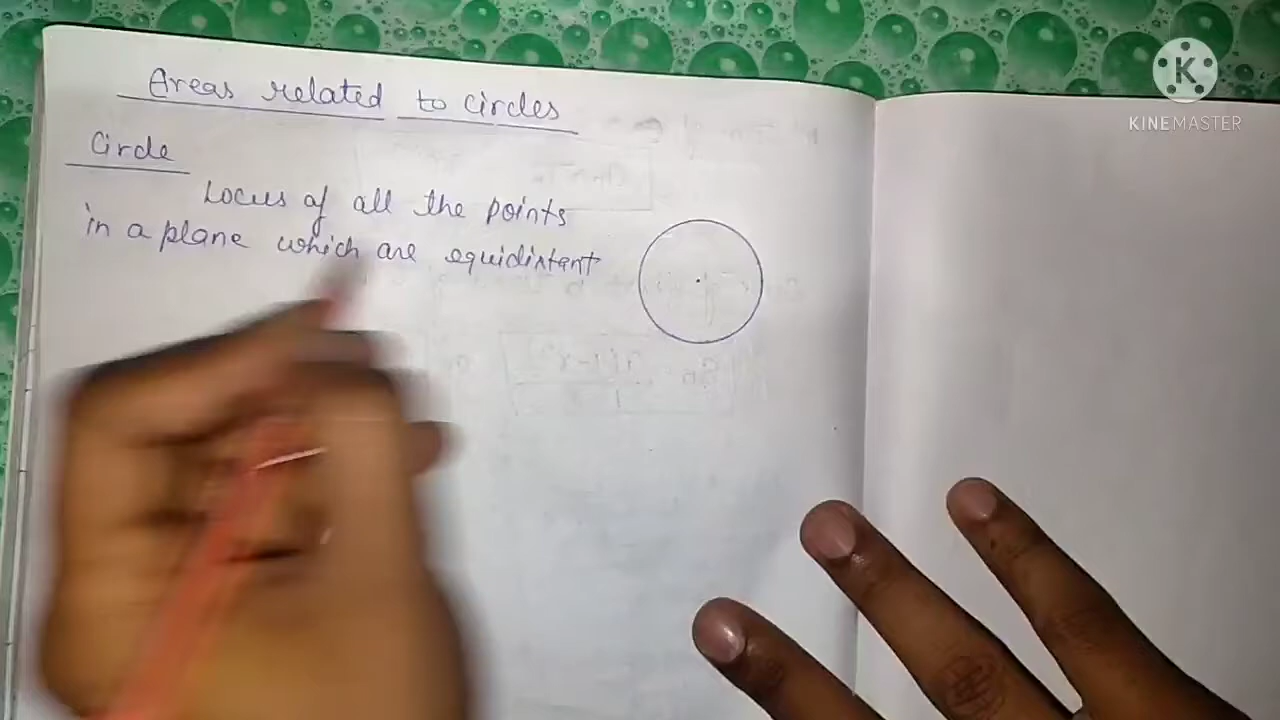 Areas related to circles
Circle
Locus of all the points
in a plane which are equidistant
KINEMASTER